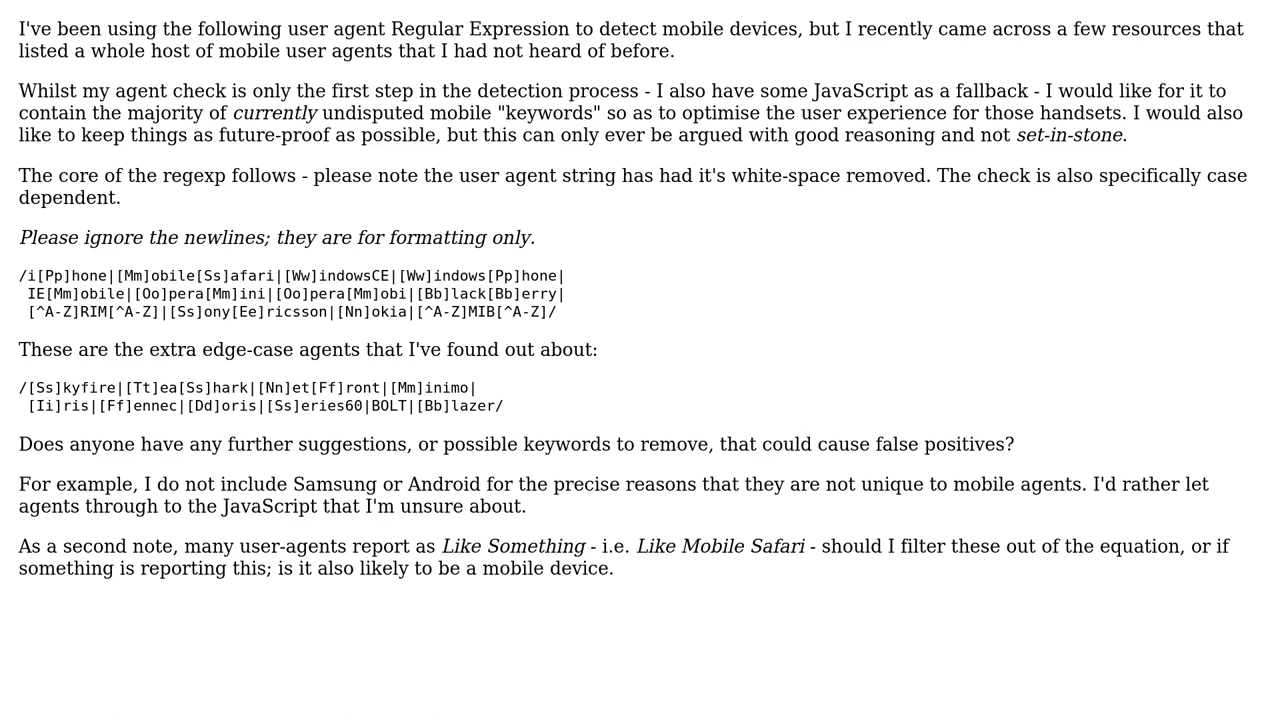 I've been using the following user agent Regular Expression to detect mobile devices, but I recently came across a few resources that
listed a whole host of mobile user agents that I had not heard of before.
Whilst my agent check is only the first step in the detection process - I also have some JavaScript as a fallback - I would like for it to
contain the majority of currently undisputed mobile "keywords" so as to optimise the user experience for those handsets. I would also
like to keep things as future-proof as possible, but this can only ever be argued with good reasoning and not set-in-stone.
The core of the regexp follows - please note the user agent string has had it's white-space removed. The check is also specifically case
dependent.
Please ignore the newlines; they are for formatting only.
/i[Pp]hone|[Mm]obile[Ss]afari|[Ww]indowsCE|[Ww]indows[Pp]hone|
IE[Mm]obile|[Oo]pera[Mm]ini|[Oo]pera[Mm]obi|[Bb]lack[Bb]erry|
[^A-Z]RIM[^A-Z]|[Ss]ony[Ee]ricsson|[Nn]okia|[^A-Z]MIB[^A-Z]/
These are the extra edge-case agents that I've found out about:
/[Ss]kyfire|[Tt]ea[Ss]hark|[Nn]et[Ff]ront|[Mm]inimo|
[Ii]ris|[Ff]ennec|[Dd]oris|[Ss]eries60|BOLT|[Bb]lazer/
Does anyone have any further suggestions, or possible keywords to remove, that could cause false positives?
For example, I do not include Samsung or Android for the precise reasons that they are not unique to mobile agents. I'd rather let
agents through to the JavaScript that I'm unsure about.
As a second note, many user-agents report as Like Something - i.e. Like Mobile Safari - should I filter these out of the equation, or if
something is reporting this; is it also likely to be a mobile device.